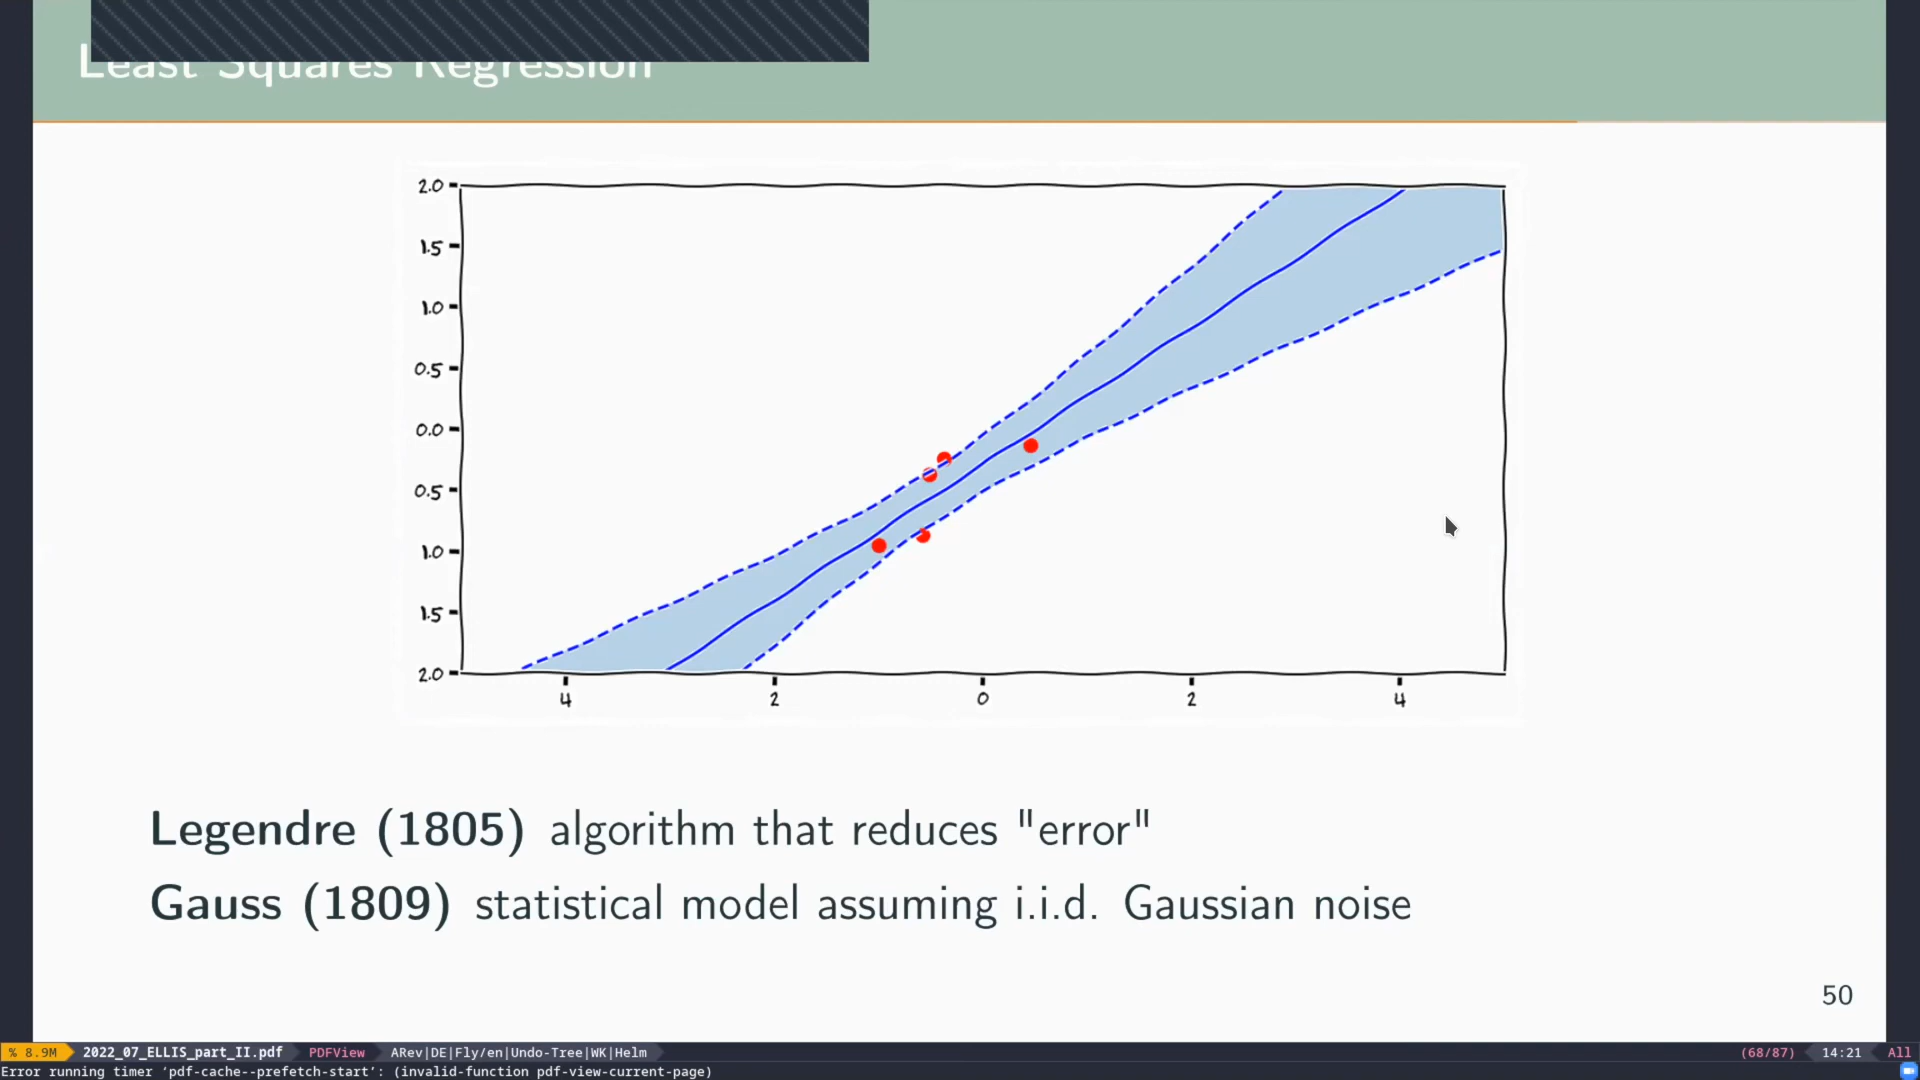 Least Squares Regression
2.0
1.5
1.0
0.5
0.0
0.5
1.0
1.5
2.0
4 2 0 2 4
Legendre (1805) algorithm that reduces "error"
Gauss (1809) statistical model assuming i.i.d. Gaussian noise
50
% 8.9M 2022_07_ELLIS_part_II.pdf PDFView ARev|DE|Fly/en|Undo-Tree|WK|Helm (68/87) 14:21 All
Error running timer ‘pdf-cache--prefetch-start’: (invalid-function pdf-view-current-page)